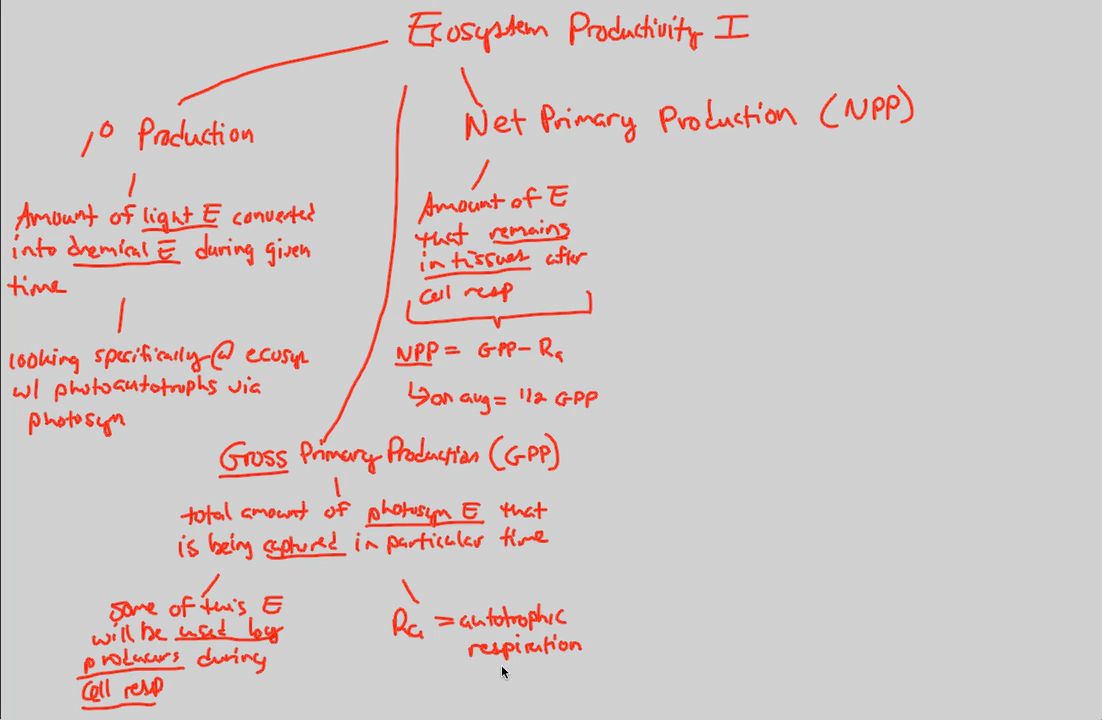 Ecosystem Productivity I
1° Production
Amount of light E converted
into chemical E during given
time
looking specifically @ ecosys
w/ photoautotrophs via
photosyn
Net Primary Production (NPP)
Amount of E
that remains
in tissues after
cell resp
NPP = GPP - Ra
↳ on avg = 1/2 GPP
Gross Primary Production (GPP)
total amount of photosyn E that
is being captured in particular time
some of this E
will be used by
producers during
cell resp
Ra = autotrophic
respiration